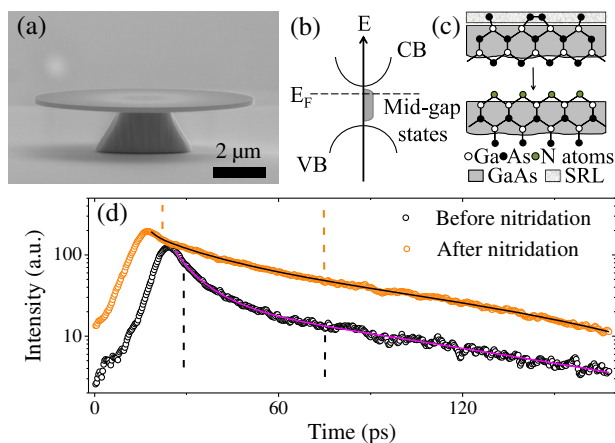 (a)
2 μm
(b)
E
CB
E_F
Mid-gap
states
VB
(c)
Ga As N atoms
GaAs SRL
(d)
Before nitridation
After nitridation
Intensity (a.u.)
100
10
0 60 120
Time (ps)